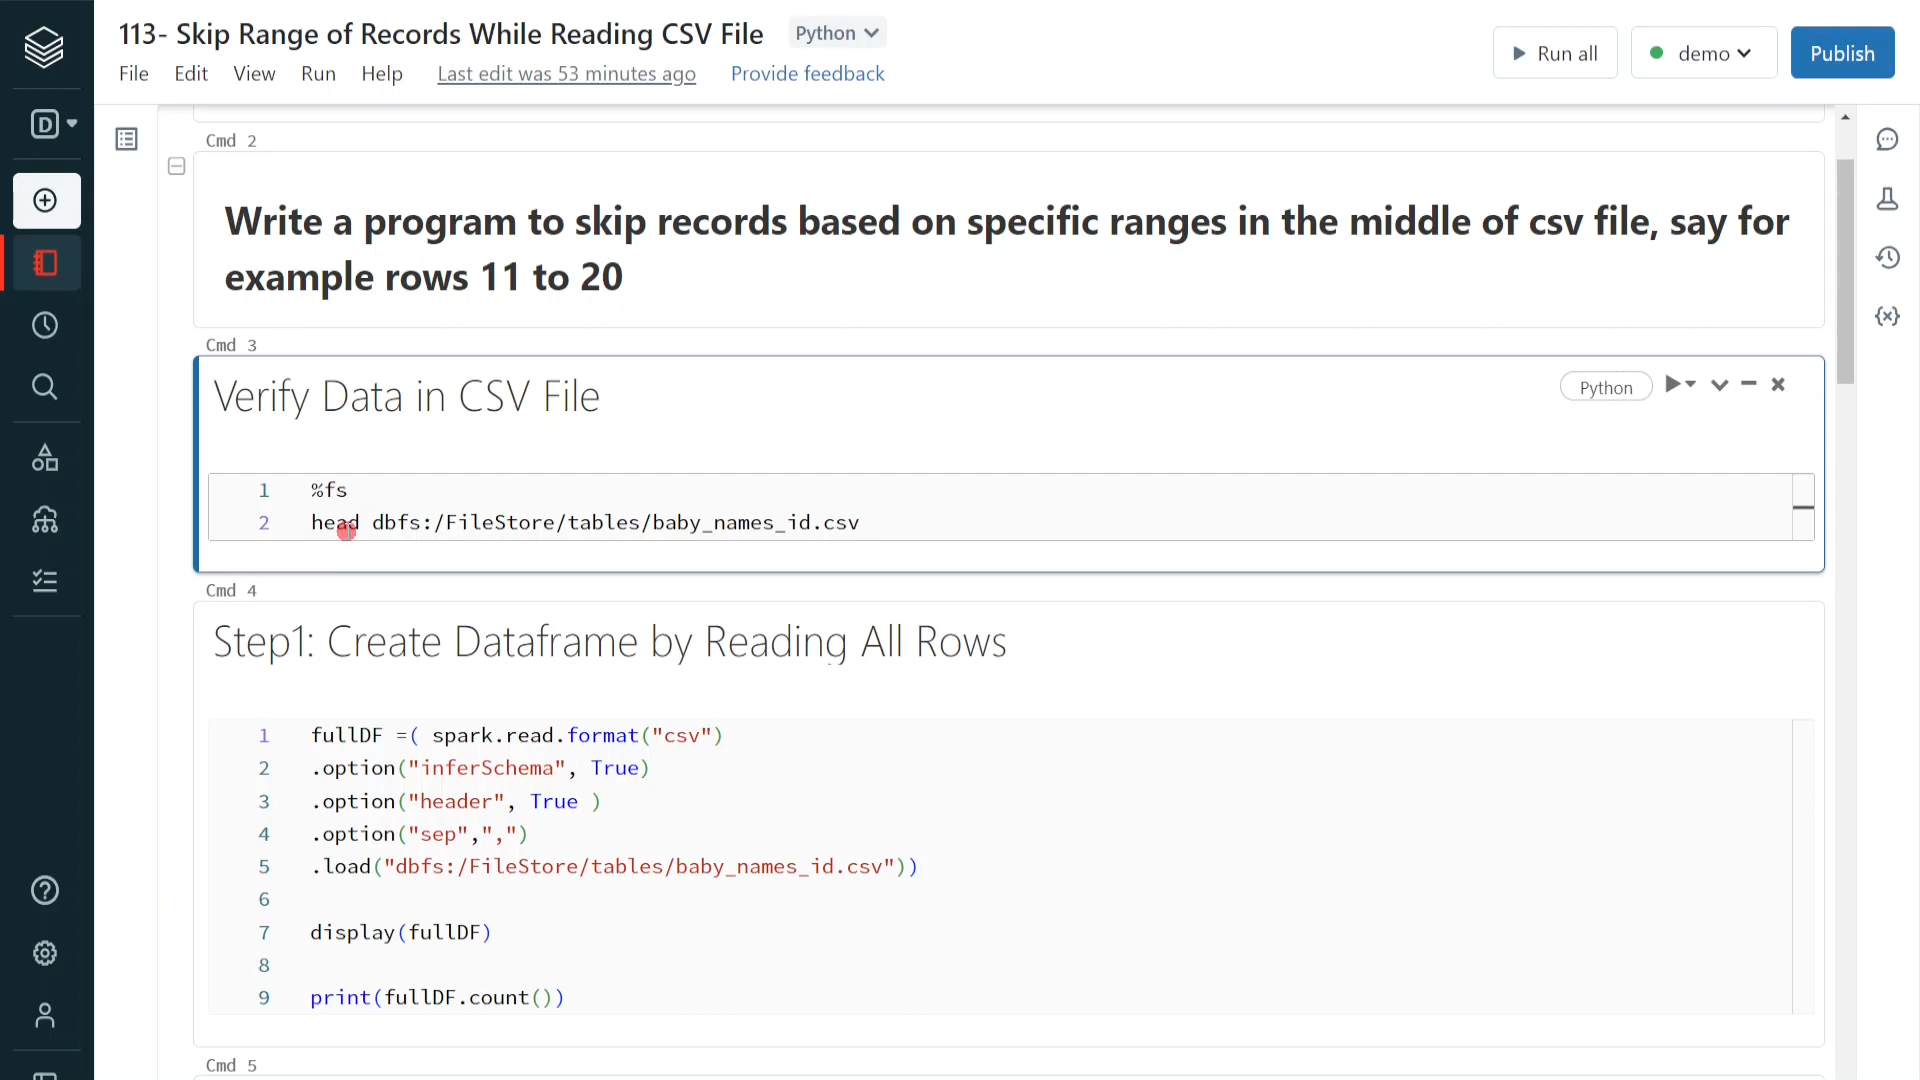 113- Skip Range of Records While Reading CSV File
Python
File Edit View Run Help Last edit was 53 minutes ago Provide feedback
Run all
demo
Publish
D
Cmd 2
Write a program to skip records based on specific ranges in the middle of csv file, say for
example rows 11 to 20
Cmd 3
Verify Data in CSV File
Python
1 %fs
2 head dbfs:/FileStore/tables/baby_names_id.csv
Cmd 4
Step1: Create Dataframe by Reading All Rows
1 fullDF =( spark.read.format("csv")
2 .option("inferSchema", True)
3 .option("header", True )
4 .option("sep",",")
5 .load("dbfs:/FileStore/tables/baby_names_id.csv"))
6
7 display(fullDF)
8
9 print(fullDF.count())
Cmd 5